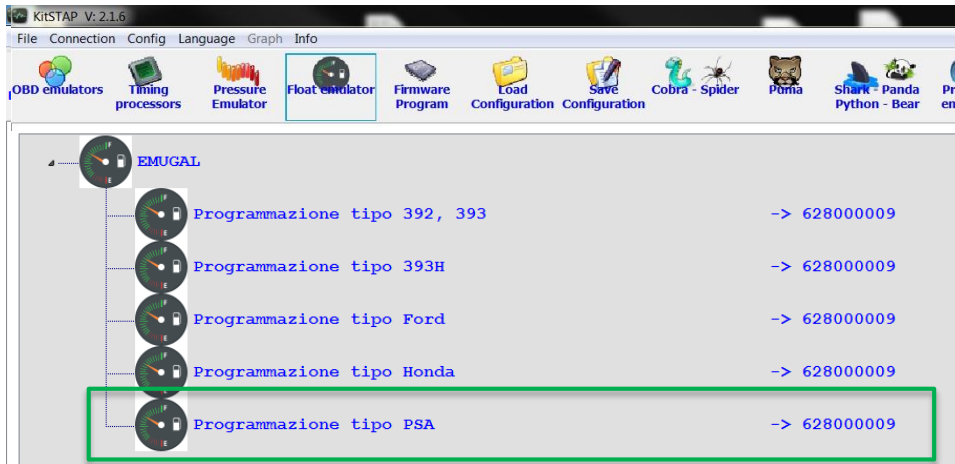 KitSTAP V: 2.1.6
File Connection Config Language Graph Info
OBD emulators
Timing processors
Pressure Emulator
Float emulator
Firmware Program
Load Configuration
Save Configuration
Cobra - Spider
Puma
Shark - Panda
Python - Bear
EMUGAL
Programmazione tipo 392, 393 -> 628000009
Programmazione tipo 393H -> 628000009
Programmazione tipo Ford -> 628000009
Programmazione tipo Honda -> 628000009
Programmazione tipo PSA -> 628000009